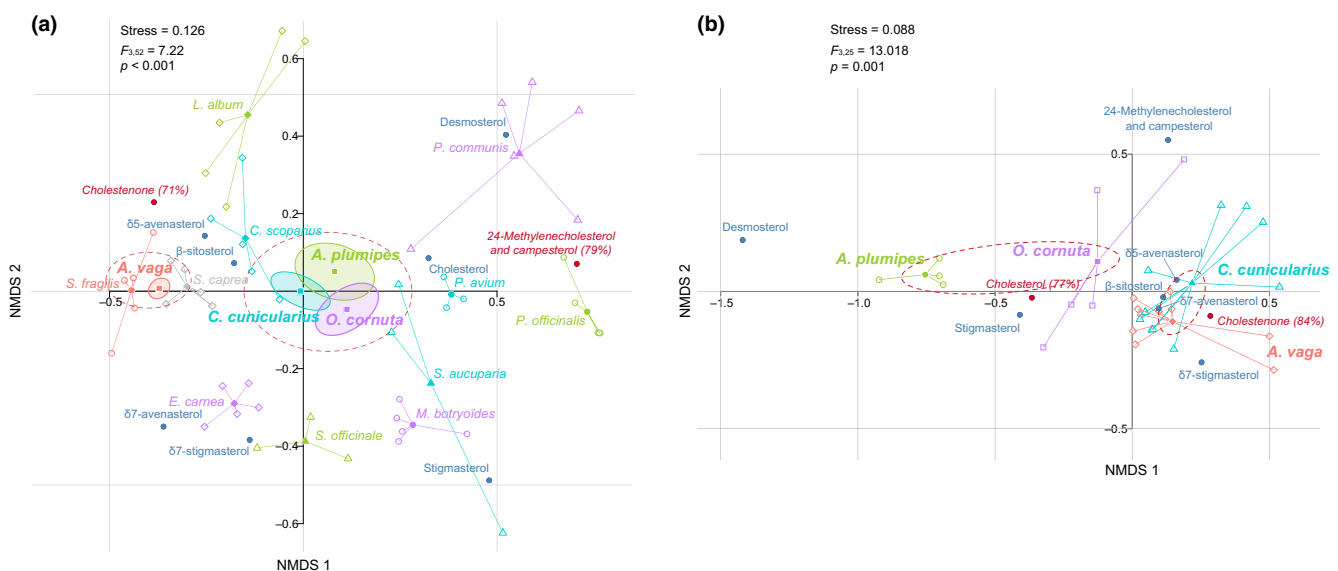 (a)
Stress = 0.126
F3,52 = 7.22
p < 0.001
0.6
L. album
0.4
Desmosterol
P. communis
Cholestenone (71%)
0.2
δ5-avenasterol
β-sitosterol
C. scoparius
24-Methylenecholesterol
and campesterol (79%)
A. plumipes
A. vaga
S. fragilis
S. caprea
Cholesterol
P. avium
−0.5
0.5
C. cunicularius
O. cornuta
P. officinalis
NMDS 2
−0.2
S. aucuparia
E. carnea
δ7-avenasterol
M. botryoïdes
−0.4
S. officinale
δ7-stigmasterol
Stigmasterol
−0.6
NMDS 1
(b)
Stress = 0.088
F3,25 = 13.018
p = 0.001
24-Methylenecholesterol
and campesterol
0.5
Desmosterol
A. plumipes
O. cornuta
δ5-avenasterol
C. cunicularius
β-sitosterol
δ7-avenasterol
Cholesterol (77%)
−1.5
−1.0
−0.5
0.5
Stigmasterol
Cholestenone (84%)
A. vaga
δ7-stigmasterol
NMDS 2
−0.5
NMDS 1